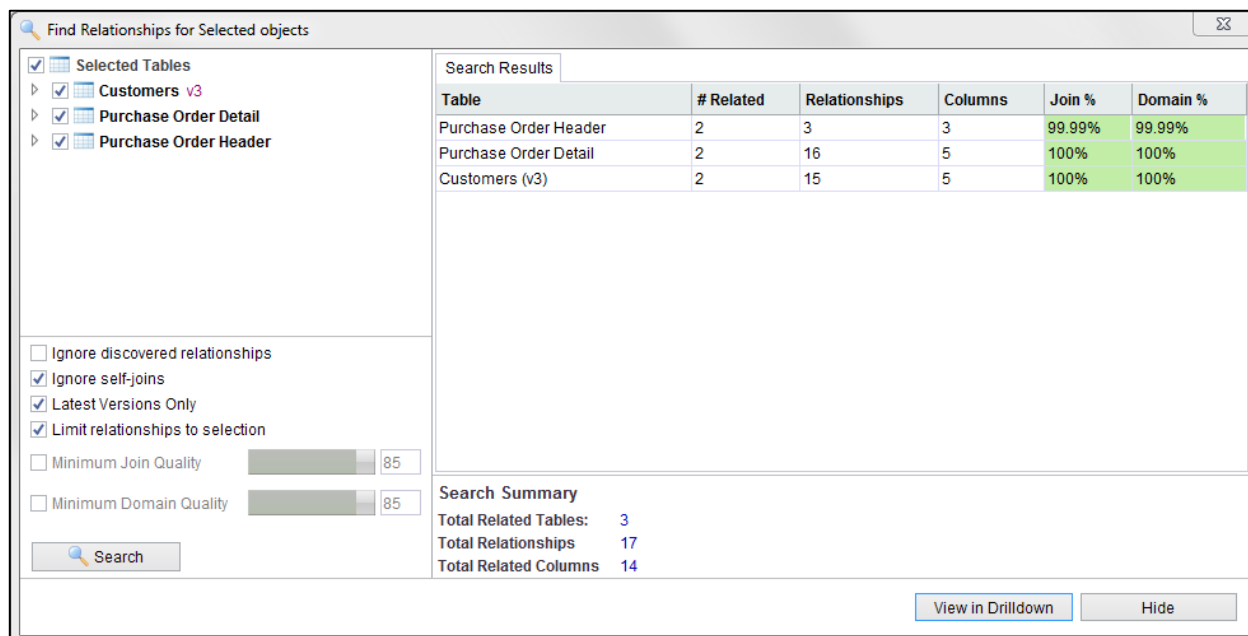 Find Relationships for Selected objects
Selected Tables
Customers v3
Purchase Order Detail
Purchase Order Header
Ignore discovered relationships
Ignore self-joins
Latest Versions Only
Limit relationships to selection
Minimum Join Quality 85
Minimum Domain Quality 85
Search
Search Results
Table # Related Relationships Columns Join % Domain %
Purchase Order Header 2 3 3 99.99% 99.99%
Purchase Order Detail 2 16 5 100% 100%
Customers (v3) 2 15 5 100% 100%
Search Summary
Total Related Tables: 3
Total Relationships 17
Total Related Columns 14
View in Drilldown Hide